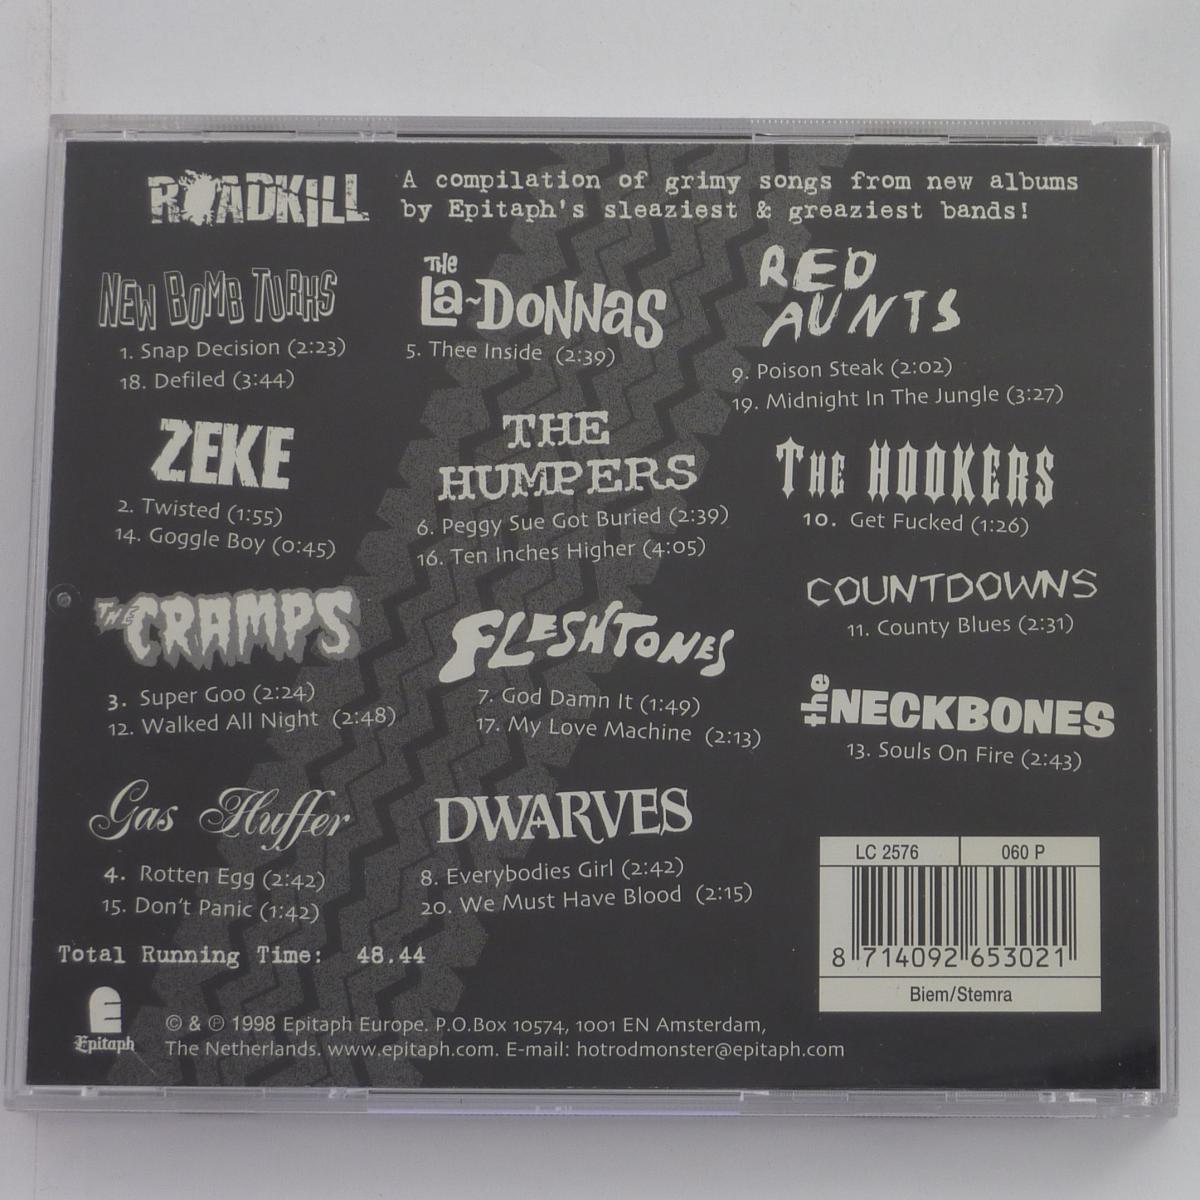 ROADKILL
A compilation of grimy songs from new albums
by Epitaph's sleaziest & greaziest bands!
NEW BOMB TURKS
1. Snap Decision (2:23)
18. Defiled (3:44)
ZEKE
2. Twisted (1:55)
14. Goggle Boy (0:45)
THE CRAMPS
3. Super Goo (2:24)
12. Walked All Night (2:48)
Gas Huffer
4. Rotten Egg (2:42)
15. Don't Panic (1:42)
THE
La-DONNAS
5. Thee Inside (2:39)
THE
HUMPERS
6. Peggy Sue Got Buried (2:39)
16. Ten Inches Higher (4:05)
FLESHTONES
7. God Damn It (1:49)
17. My Love Machine (2:13)
DWARVES
8. Everybodies Girl (2:42)
20. We Must Have Blood (2:15)
RED
AUNTS
9. Poison Steak (2:02)
19. Midnight In The Jungle (3:27)
THE HOOKERS
10. Get Fucked (1:26)
COUNTDOWNS
11. County Blues (2:31)
the NECKBONES
13. Souls On Fire (2:43)
Total Running Time: 48.44
E
Epitaph
© & ℗ 1998 Epitaph Europe. P.O.Box 10574, 1001 EN Amsterdam,
The Netherlands. www.epitaph.com. E-mail: hotrodmonster@epitaph.com
LC 2576 060 P
8 714092 653021
Biem/Stemra